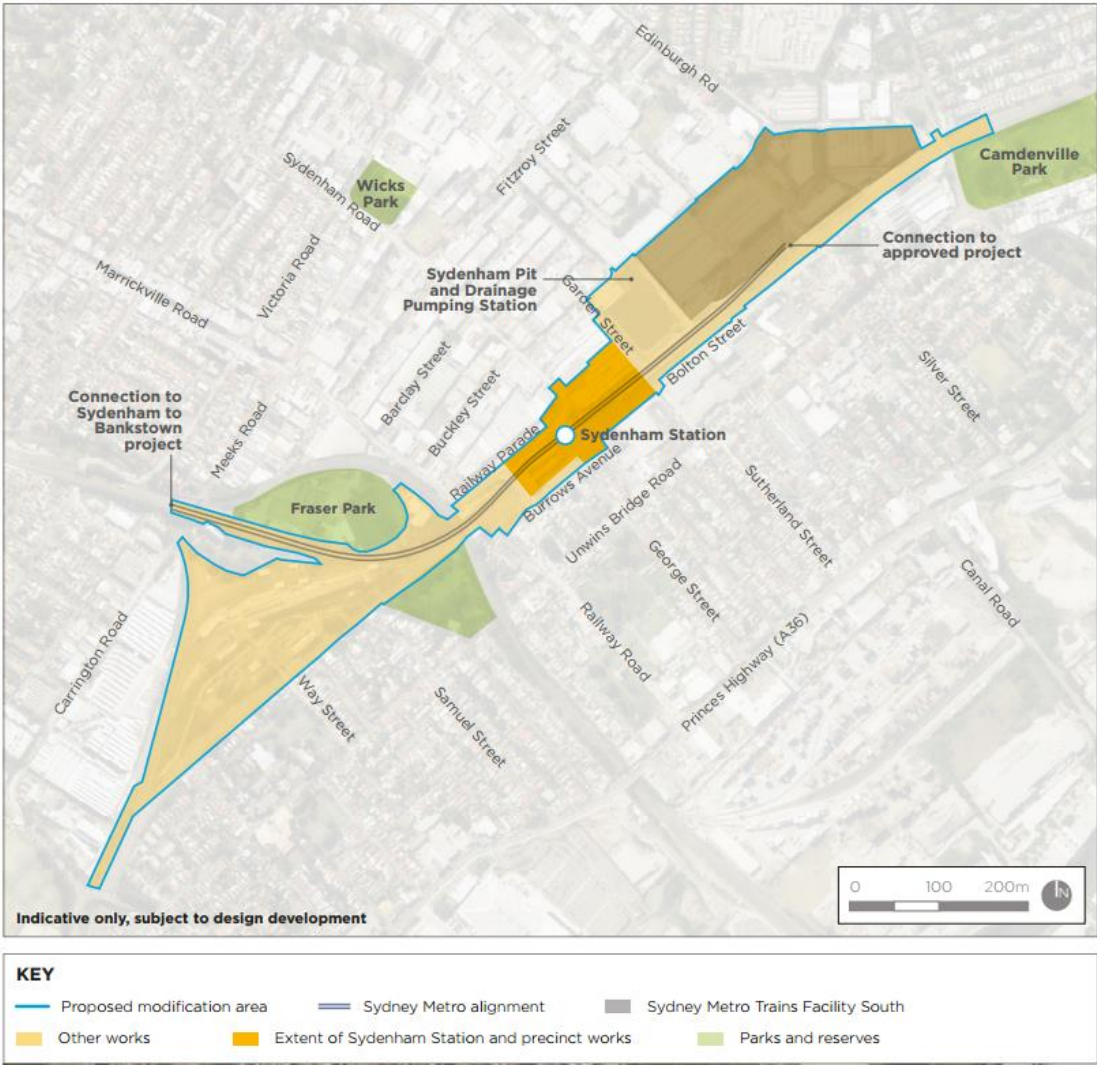 Edinburgh Rd
Camdenville
Park
Fitzroy Street
Sydenham Road
Wicks
Park
Victoria Road
Marrickville Road
Connection to
approved project
Sydenham Pit
and Drainage
Pumping Station
Garden Street
Bolton Street
Silver Street
Barclay Street
Buckley Street
Connection to
Sydenham to
Bankstown
project
Meeks Road
Sydenham Station
Railway Parade
Burrows Avenue
Fraser Park
Unwins Bridge Road
Sutherland Street
George Street
Canal Road
Railway Road
Princes Highway (A36)
Carrington Road
Way Street
Samuel Street
0 100 200m
N
Indicative only, subject to design development
KEY
Proposed modification area
Sydney Metro alignment
Sydney Metro Trains Facility South
Other works
Extent of Sydenham Station and precinct works
Parks and reserves